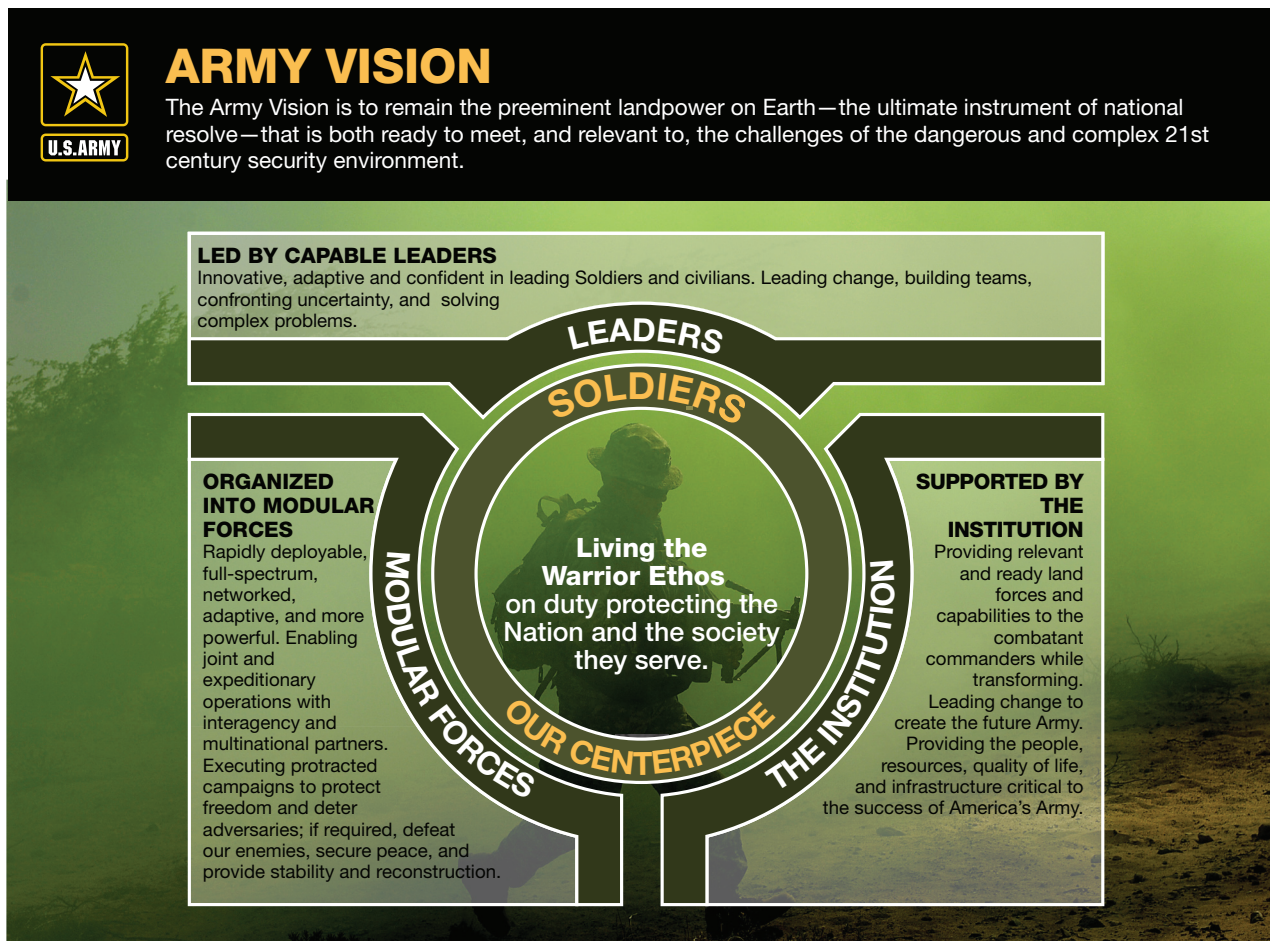 ARMY VISION
The Army Vision is to remain the preeminent landpower on Earth—the ultimate instrument of national
resolve—that is both ready to meet, and relevant to, the challenges of the dangerous and complex 21st
century security environment.
U.S.ARMY
LED BY CAPABLE LEADERS
Innovative, adaptive and confident in leading Soldiers and civilians. Leading change, building teams,
confronting uncertainty, and solving
complex problems.
LEADERS
SOLDIERS
OUR CENTERPIECE
Living the
Warrior Ethos
on duty protecting the
Nation and the society
they serve.
MODULAR FORCES
ORGANIZED
INTO MODULAR
FORCES
Rapidly deployable,
full-spectrum,
networked,
adaptive, and more
powerful. Enabling
joint and
expeditionary
operations with
interagency and
multinational partners.
Executing protracted
campaigns to protect
freedom and deter
adversaries; if required, defeat
our enemies, secure peace, and
provide stability and reconstruction.
THE INSTITUTION
SUPPORTED BY
THE
INSTITUTION
Providing relevant
and ready land
forces and
capabilities to the
combatant
commanders while
transforming.
Leading change to
create the future Army.
Providing the people,
resources, quality of life,
and infrastructure critical to
the success of America's Army.